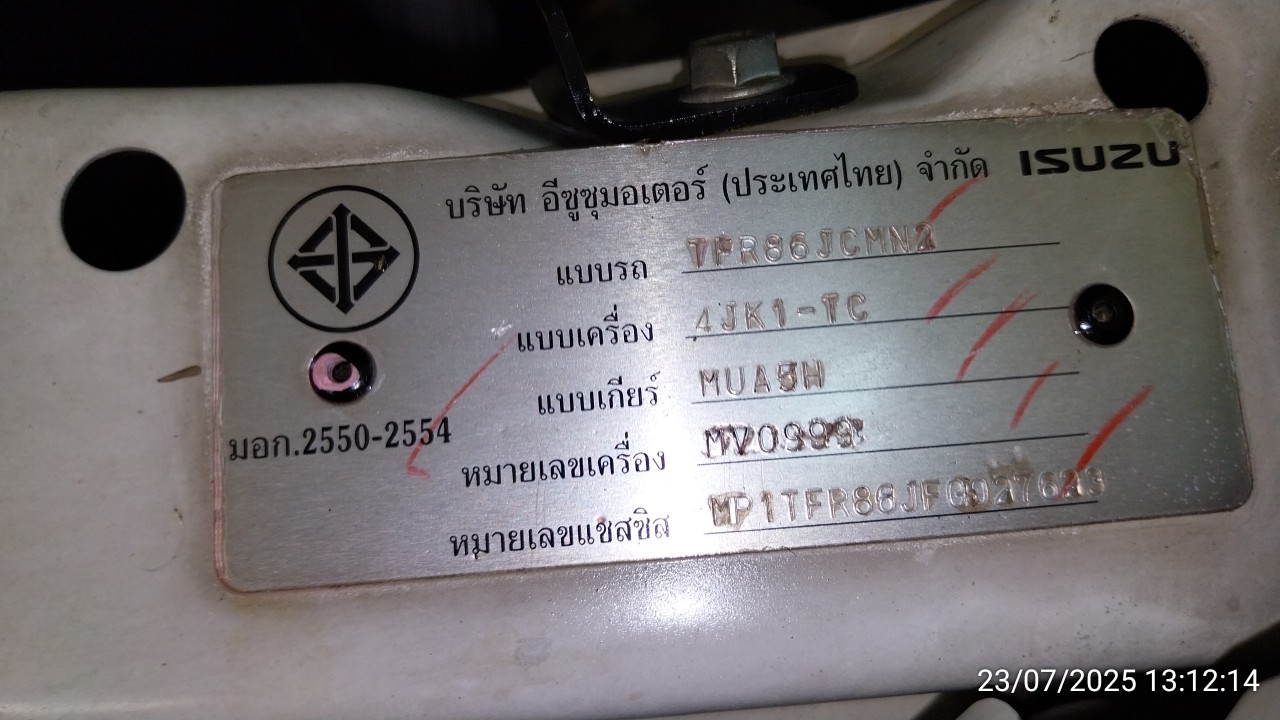 บริษัท อีซูซุมอเตอร์ (ประเทศไทย) จำกัด ISUZU
แบบรถ TFR86JCMN2
แบบเครื่อง 4JK1-TC
แบบเกียร์ MUA5H
มอก.2550-2554
หมายเลขเครื่อง
หมายเลขแชสซิส
23/07/2025 13:12:14